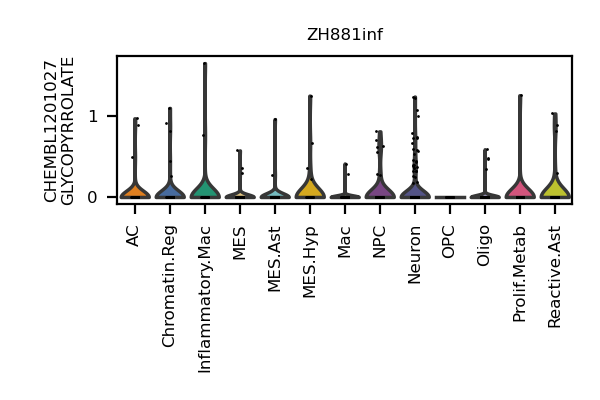 ZH881inf
CHEMBL1201027
GLYCOPYRROLATE
1
0
AC
Chromatin.Reg
Inflammatory.Mac
MES
MES.Ast
MES.Hyp
Mac
NPC
Neuron
OPC
Oligo
Prolif.Metab
Reactive.Ast